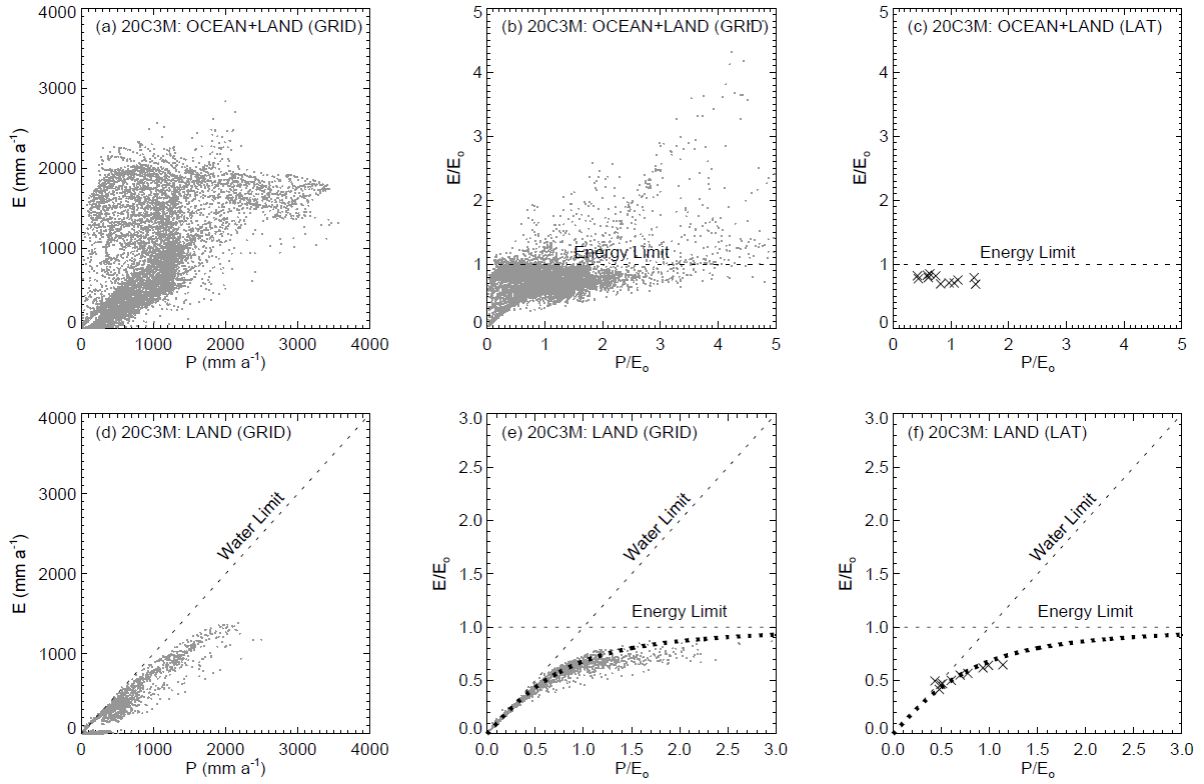 (a) 20C3M: OCEAN+LAND (GRID)
4000
3000
2000
1000
0
E (mm a⁻¹)
0 1000 2000 3000 4000
P (mm a⁻¹)
(b) 20C3M: OCEAN+LAND (GRID)
5
4
3
2
1
0
E/Eₒ
Energy Limit
0 1 2 3 4 5
P/Eₒ
(c) 20C3M: OCEAN+LAND (LAT)
5
4
3
2
1
0
E/Eₒ
Energy Limit
0 1 2 3 4 5
P/Eₒ
(d) 20C3M: LAND (GRID)
4000
3000
2000
1000
0
E (mm a⁻¹)
Water Limit
0 1000 2000 3000 4000
P (mm a⁻¹)
(e) 20C3M: LAND (GRID)
3.0
2.5
2.0
1.5
1.0
0.5
0.0
E/Eₒ
Water Limit
Energy Limit
0.0 0.5 1.0 1.5 2.0 2.5 3.0
P/Eₒ
(f) 20C3M: LAND (LAT)
3.0
2.5
2.0
1.5
1.0
0.5
0.0
E/Eₒ
Water Limit
Energy Limit
0.0 0.5 1.0 1.5 2.0 2.5 3.0
P/Eₒ